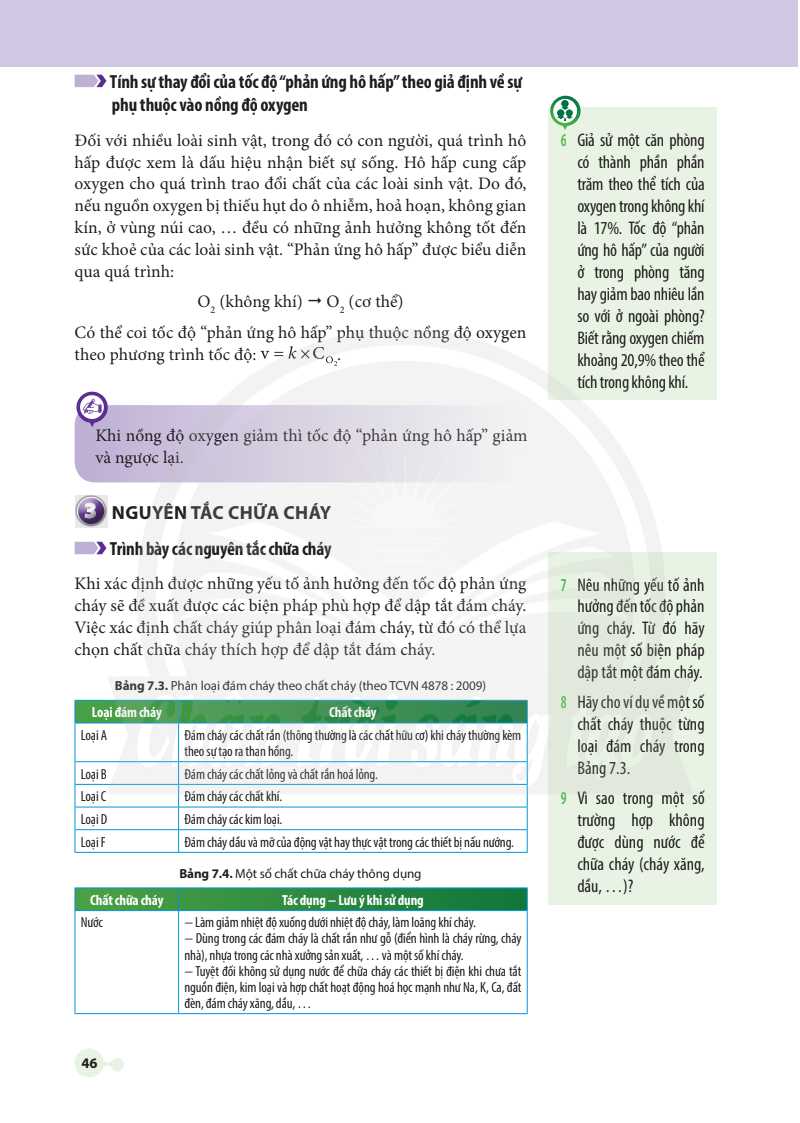 Tính sự thay đổi của tốc độ “phản ứng hô hấp” theo giả định về sự
phụ thuộc vào nồng độ oxygen
Đối với nhiều loài sinh vật, trong đó có con người, quá trình hô
hấp được xem là dấu hiệu nhận biết sự sống. Hô hấp cung cấp
oxygen cho quá trình trao đổi chất của các loài sinh vật. Do đó,
nếu nguồn oxygen bị thiếu hụt do ô nhiễm, hoả hoạn, không gian
kín, ở vùng núi cao, … đều có những ảnh hưởng không tốt đến
sức khoẻ của các loài sinh vật. “Phản ứng hô hấp” được biểu diễn
qua quá trình:
O₂ (không khí) → O₂ (cơ thể)
Có thể coi tốc độ “phản ứng hô hấp” phụ thuộc nồng độ oxygen
theo phương trình tốc độ: v = k × C_O₂.
Khi nồng độ oxygen giảm thì tốc độ “phản ứng hô hấp” giảm
và ngược lại.
6 Giả sử một căn phòng
có thành phần phần
trăm theo thể tích của
oxygen trong không khí
là 17%. Tốc độ “phản
ứng hô hấp” của người
ở trong phòng tăng
hay giảm bao nhiêu lần
so với ở ngoài phòng?
Biết rằng oxygen chiếm
khoảng 20,9% theo thể
tích trong không khí.
3 NGUYÊN TẮC CHỮA CHÁY
Trình bày các nguyên tắc chữa cháy
Khi xác định được những yếu tố ảnh hưởng đến tốc độ phản ứng
cháy sẽ đề xuất được các biện pháp phù hợp để dập tắt đám cháy.
Việc xác định chất cháy giúp phân loại đám cháy, từ đó có thể lựa
chọn chất chữa cháy thích hợp để dập tắt đám cháy.
Bảng 7.3. Phân loại đám cháy theo chất cháy (theo TCVN 4878 : 2009)
Loại đám cháy Chất cháy
Loại A Đám cháy các chất rắn (thông thường là các chất hữu cơ) khi cháy thường kèm
theo sự tạo ra than hồng.
Loại B Đám cháy các chất lỏng và chất rắn hoá lỏng.
Loại C Đám cháy các chất khí.
Loại D Đám cháy các kim loại.
Loại F Đám cháy dầu và mỡ của động vật hay thực vật trong các thiết bị nấu nướng.
Bảng 7.4. Một số chất chữa cháy thông dụng
Chất chữa cháy Tác dụng – Lưu ý khi sử dụng
Nước – Làm giảm nhiệt độ xuống dưới nhiệt độ cháy, làm loãng khí cháy.
– Dùng trong các đám cháy là chất rắn như gỗ (điển hình là cháy rừng, cháy
nhà), nhựa trong các nhà xưởng sản xuất, … và một số khí cháy.
– Tuyệt đối không sử dụng nước để chữa cháy các thiết bị điện khi chưa tắt
nguồn điện, kim loại và hợp chất hoạt động hoá học mạnh như Na, K, Ca, đất
đèn, đám cháy xăng, dầu, …
7 Nêu những yếu tố ảnh
hưởng đến tốc độ phản
ứng cháy. Từ đó hãy
nêu một số biện pháp
dập tắt một đám cháy.
8 Hãy cho ví dụ về một số
chất cháy thuộc từng
loại đám cháy trong
Bảng 7.3.
9 Vì sao trong một số
trường hợp không
được dùng nước để
chữa cháy (cháy xăng,
dầu, …)?
Chân trời sáng tạo
46